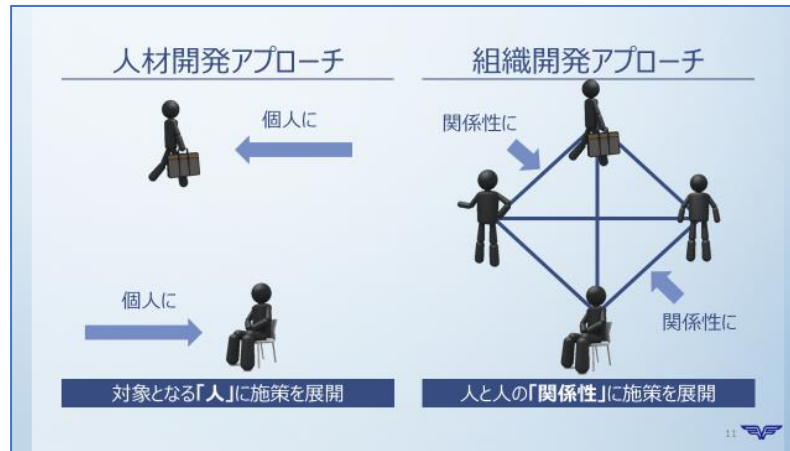 人材開発アプローチ
個人に
個人に
対象となる「人」に施策を展開
組織開発アプローチ
関係性に
関係性に
人と人の「関係性」に施策を展開
11